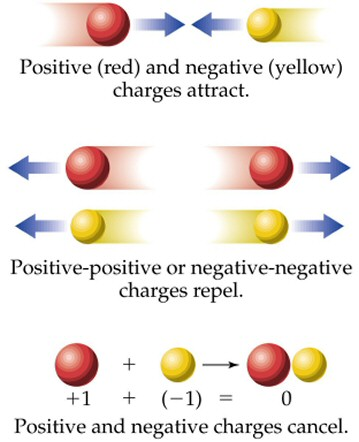 Positive (red) and negative (yellow)
charges attract.
Positive-positive or negative-negative
charges repel.
+
+1 + (−1) = 0
Positive and negative charges cancel.